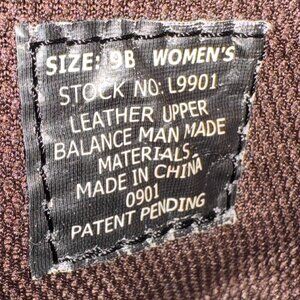 SIZE: 9B WOMEN'S
STOCK NO: L9901
LEATHER UPPER
BALANCE MAN MADE
MATERIALS,
MADE IN CHINA
0901
PATENT PENDING